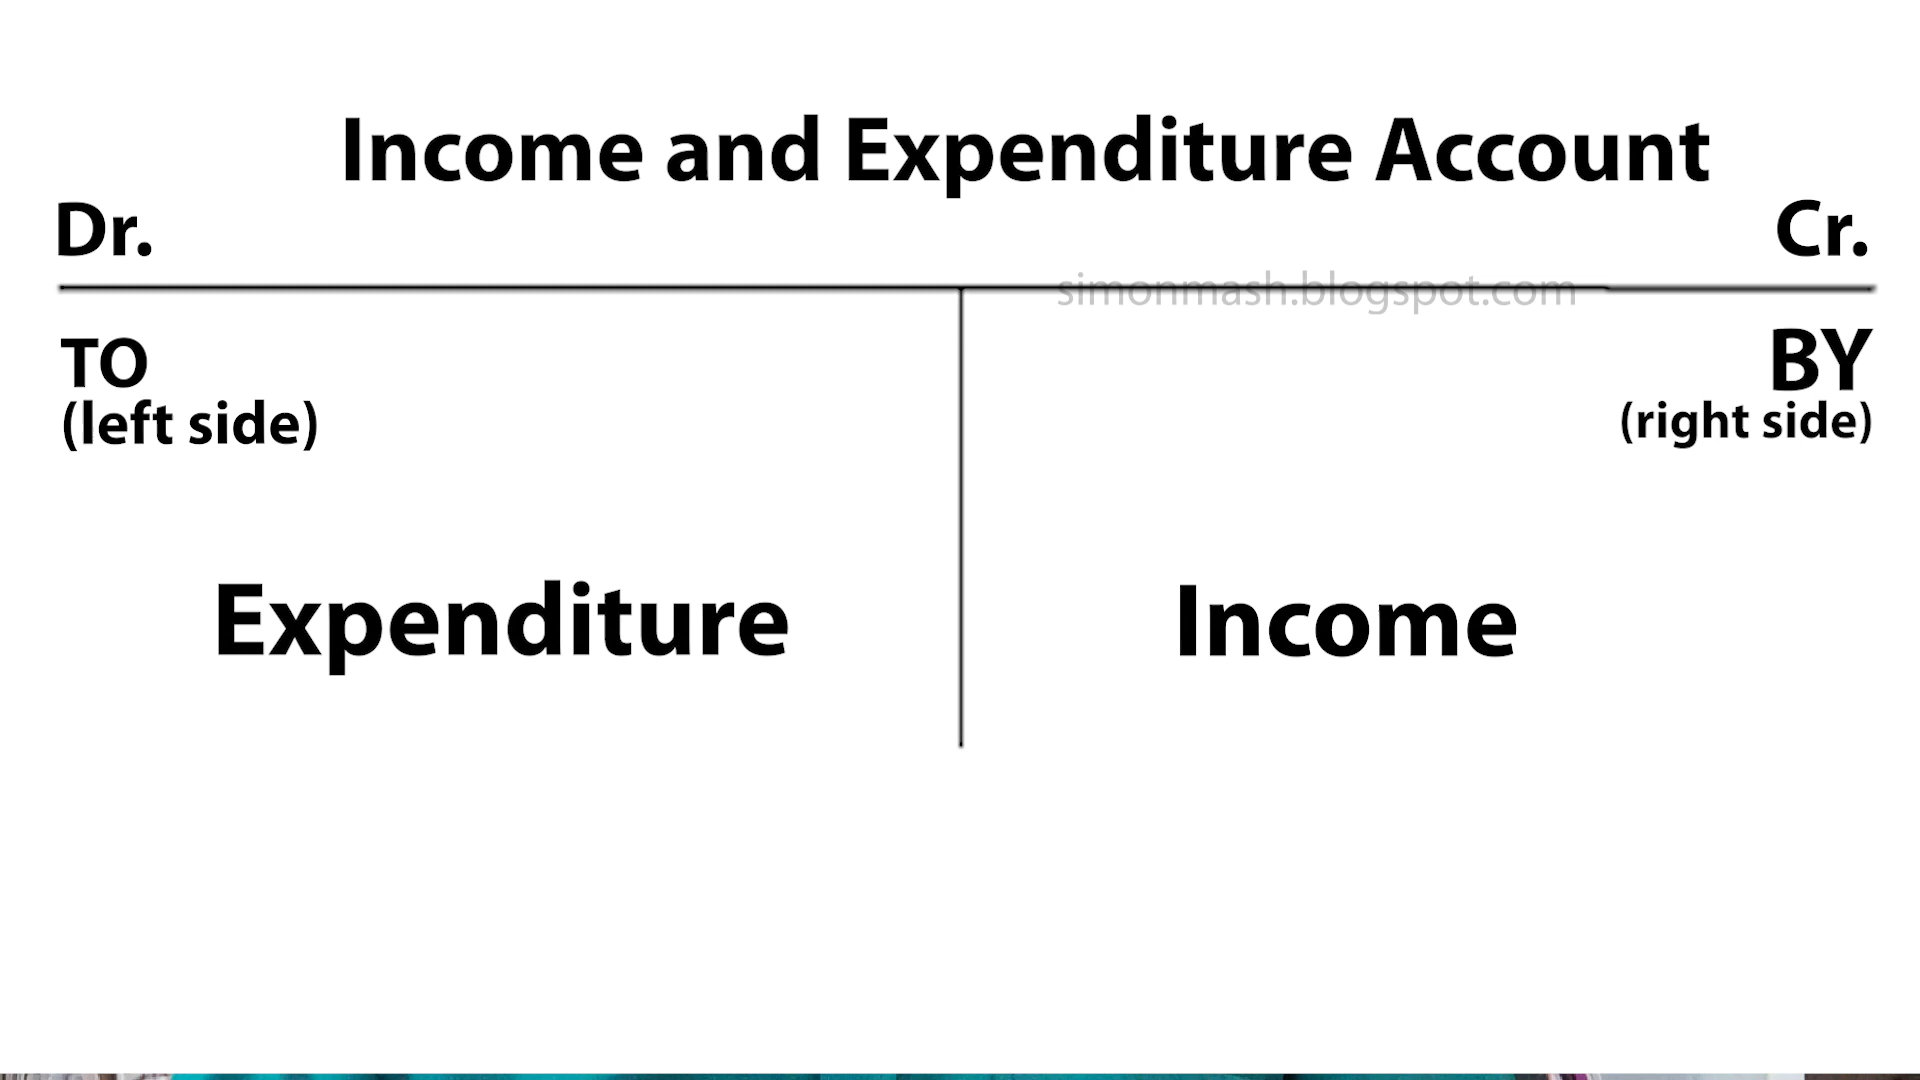 Income and Expenditure Account
Dr.
Cr.
simonmash.blogspot.com
TO
(left side)
BY
(right side)
Expenditure
Income